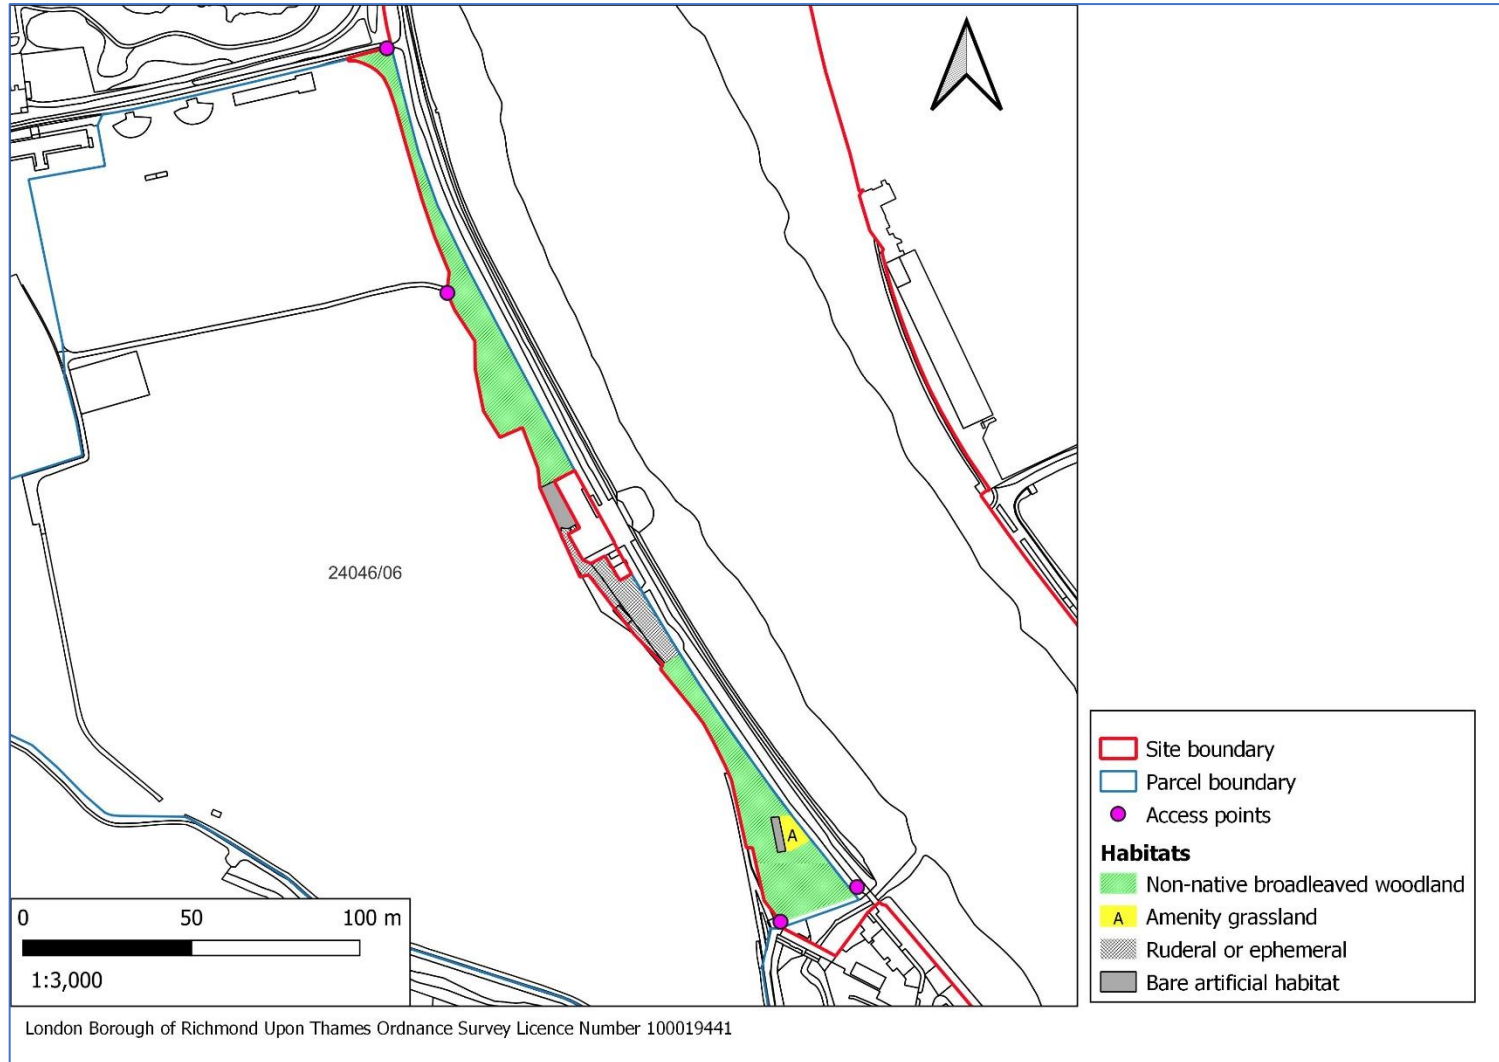 24046/06
A
0 50 100 m
1:3,000
Site boundary
Parcel boundary
Access points
Habitats
Non-native broadleaved woodland
A Amenity grassland
Ruderal or ephemeral
Bare artificial habitat
London Borough of Richmond Upon Thames Ordnance Survey Licence Number 100019441